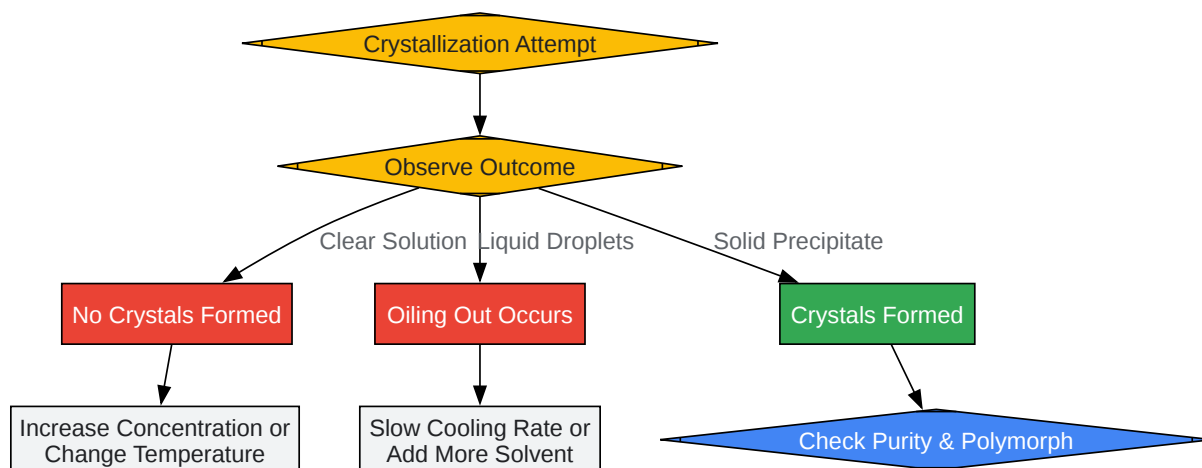 Crystallization Attempt
Observe Outcome
Clear Solution
Liquid Droplets
Solid Precipitate
No Crystals Formed
Oiling Out Occurs
Crystals Formed
Increase Concentration or
Change Temperature
Slow Cooling Rate or
Add More Solvent
Check Purity & Polymorph